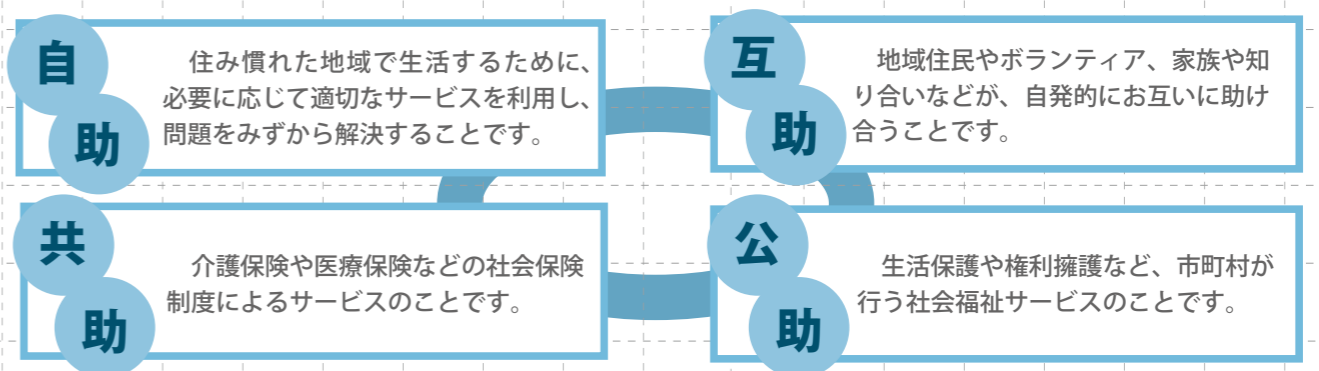 自助
住み慣れた地域で生活するために、
必要に応じて適切なサービスを利用し、
問題をみずから解決することです。
互助
地域住民やボランティア、家族や知
り合いなどが、自発的にお互いに助け
合うことです。
共助
介護保険や医療保険などの社会保険
制度によるサービスのことです。
公助
生活保護や権利擁護など、市町村が
行う社会福祉サービスのことです。